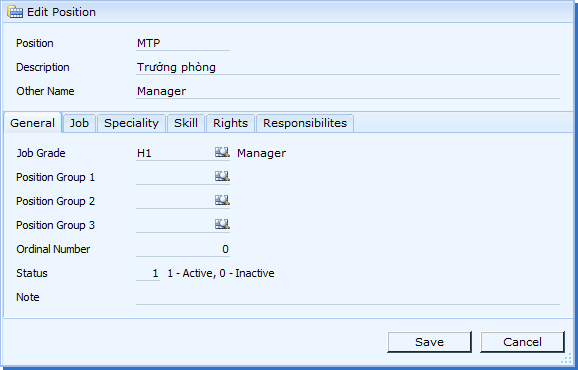 Edit Position
Position MTP
Description Trướng phòng
Other Name Manager
General Job Speciality Skill Rights Responsibilites
Job Grade H1 Manager
Position Group 1
Position Group 2
Position Group 3
Ordinal Number 0
Status 1 1 - Active, 0 - Inactive
Note
Save Cancel